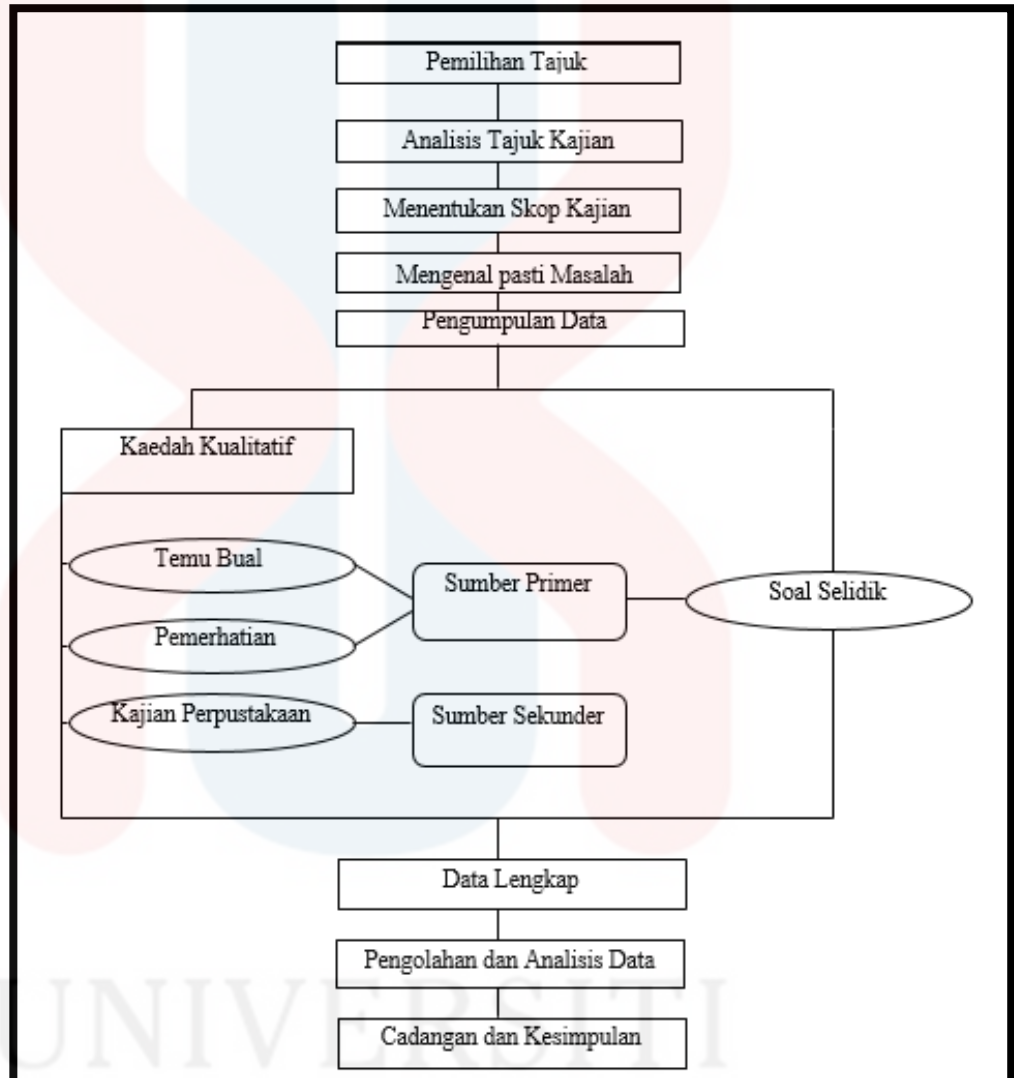 Pemilihan Tajuk
Analisis Tajuk Kajian
Menentukan Skop Kajian
Mengenal pasti Masalah
Pengumpulan Data
Kaedah Kualitatif
Temu Bual
Sumber Primer
Soal Selidik
Pemerhatian
Kajian Perpustakaan
Sumber Sekunder
Data Lengkap
Pengolahan dan Analisis Data
Cadangan dan Kesimpulan
UNIVERSITI